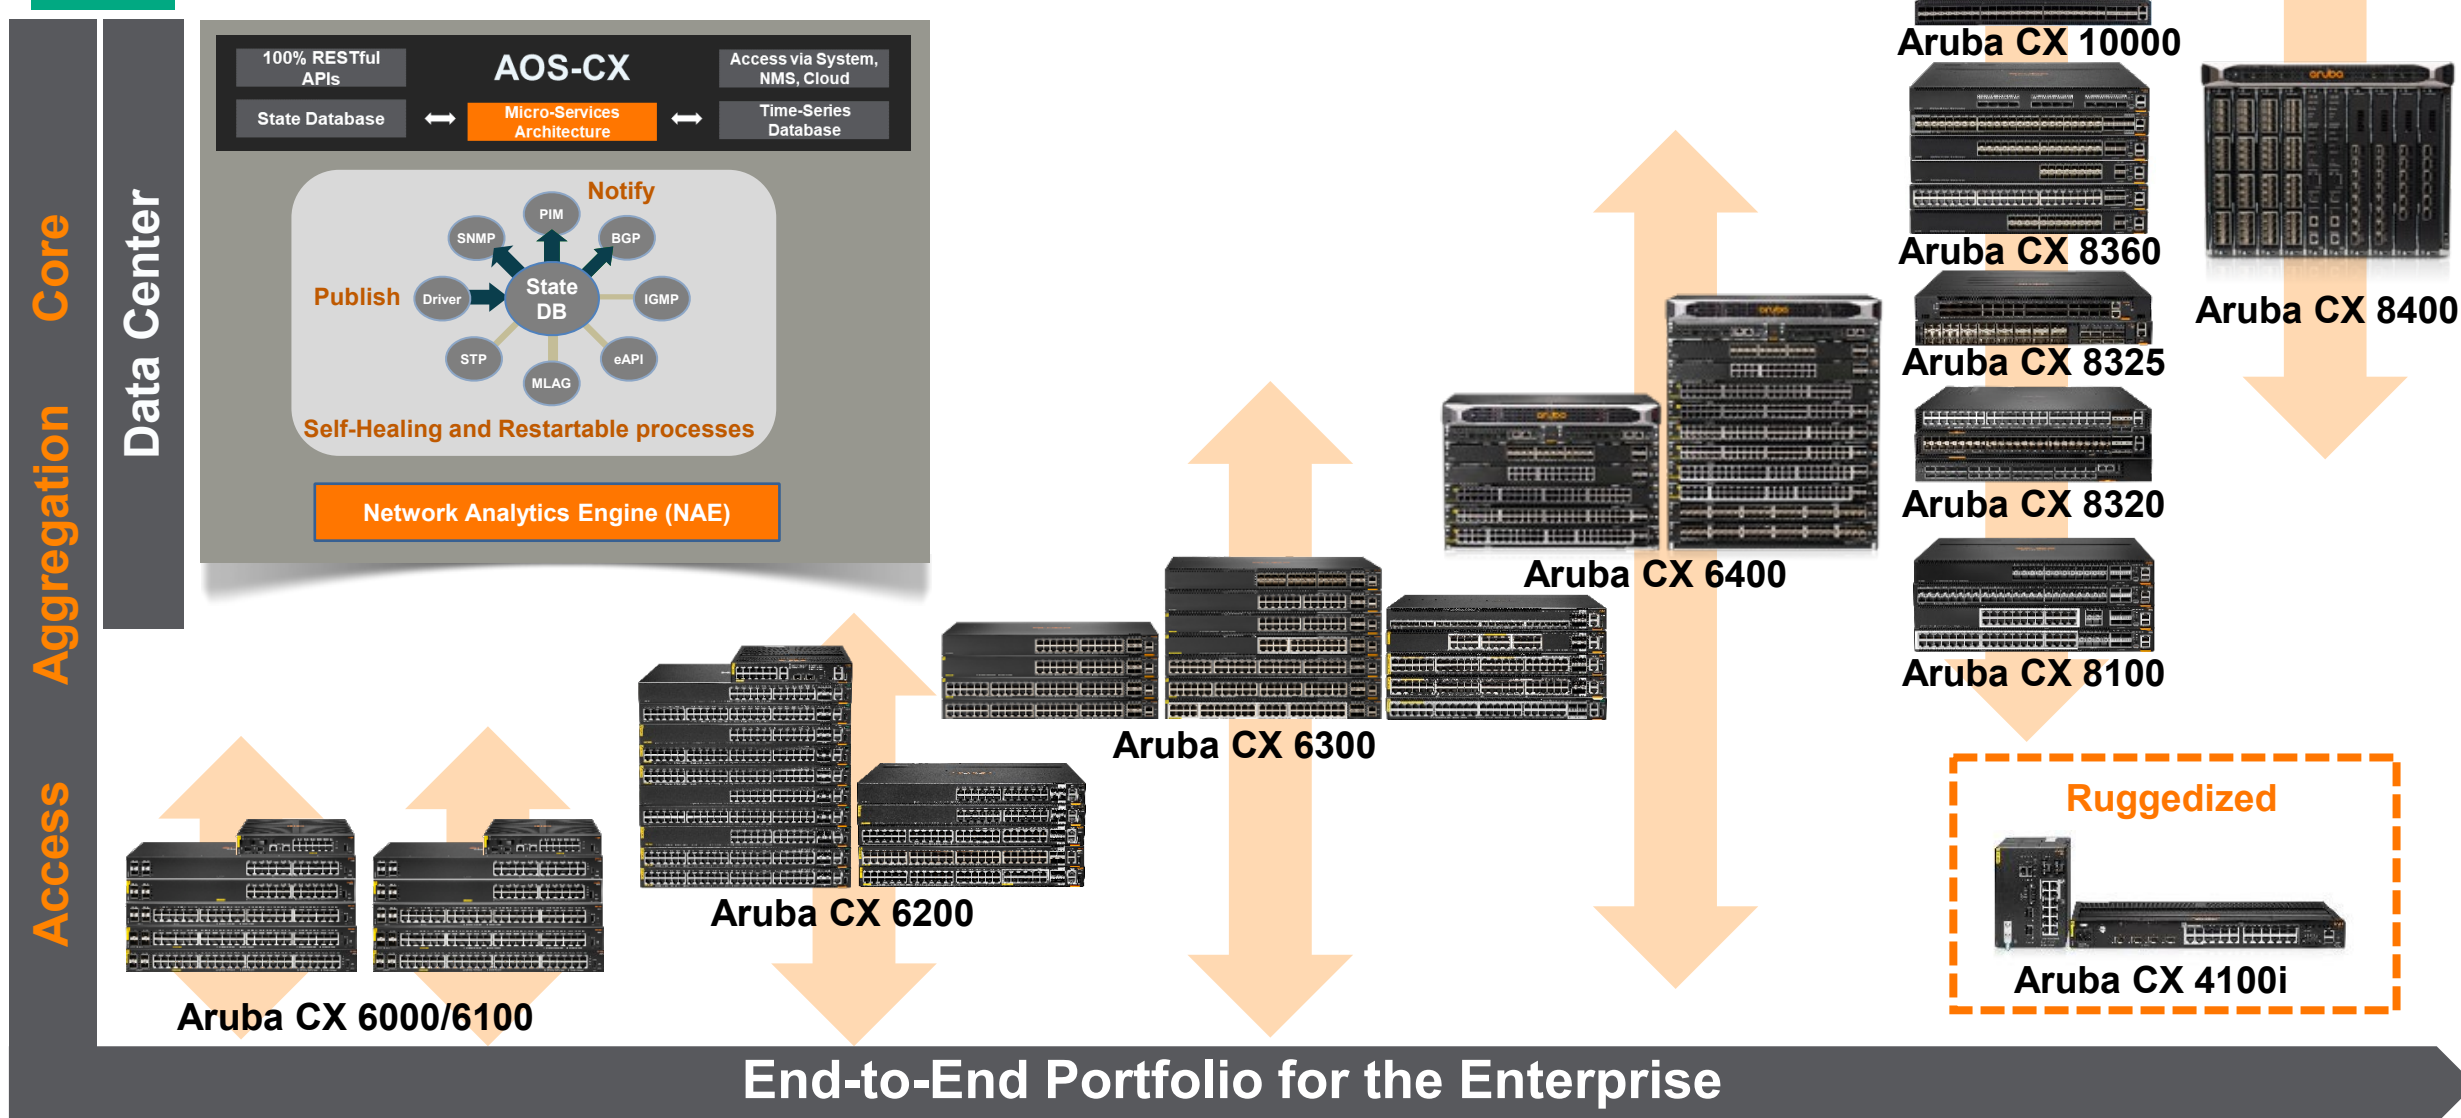 Core
Aggregation
Access
Data Center
100% RESTful
APIs
AOS-CX
Access via System,
NMS, Cloud
State Database
Micro-Services
Architecture
Time-Series
Database
Notify
PIM
SNMP
BGP
Publish
Driver
State
DB
IGMP
STP
eAPI
MLAG
Self-Healing and Restartable processes
Network Analytics Engine (NAE)
Aruba CX 10000
aruba
Aruba CX 8360
Aruba CX 8400
Aruba CX 8325
aruba
aruba
Aruba CX 8320
Aruba CX 6400
Aruba CX 8100
Aruba CX 6300
Ruggedized
Aruba CX 6200
Aruba CX 4100i
Aruba CX 6000/6100
End-to-End Portfolio for the Enterprise